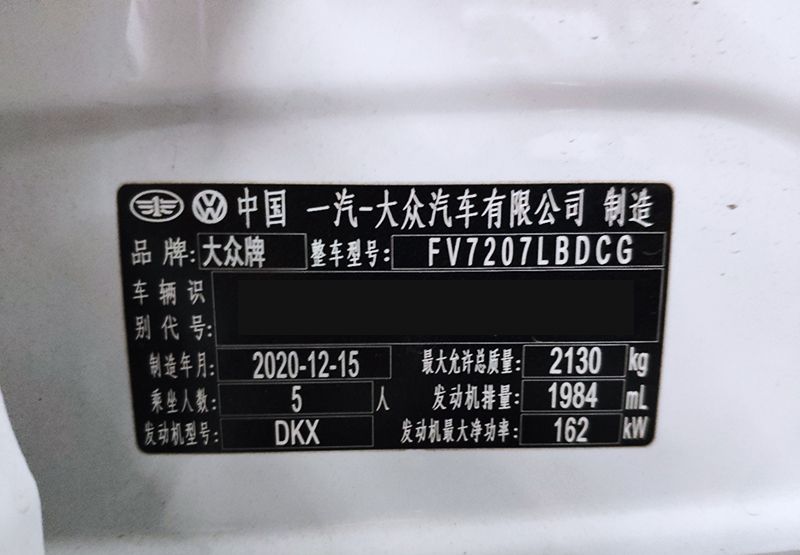 中国 一汽-大众汽车有限公司 制造
品牌: 大众牌 整车型号: FV7207LBDCG
车辆识
别代号:
制造年月: 2020-12-15 最大允许总质量: 2130 kg
乘坐人数: 5 人 发动机排量: 1984 mL
发动机型号: DKX 发动机最大净功率: 162 kW